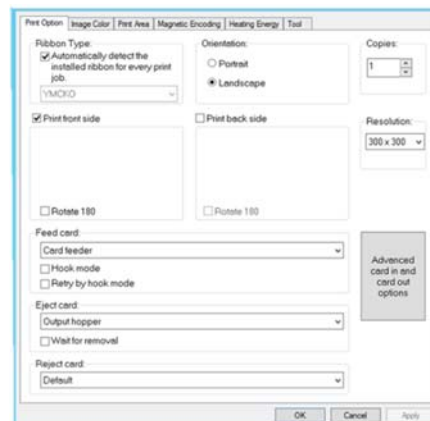 Print Option Image Color Print Area Magnetic Encoding Heating Energy Tool
Ribbon Type:
Automatically detect the
installed ribbon for every print
job.
YMCKO
Orientation:
Portrait
Landscape
Copies:
1
Print front side
Print back side
Resolution:
300 x 300
Rotate 180
Rotate 180
Feed card:
Card feeder
Hook mode
Retry by hook mode
Advanced
card in and
card out
options
Eject card:
Output hopper
Wait for removal
Reject card:
Default
OK Cancel Apply